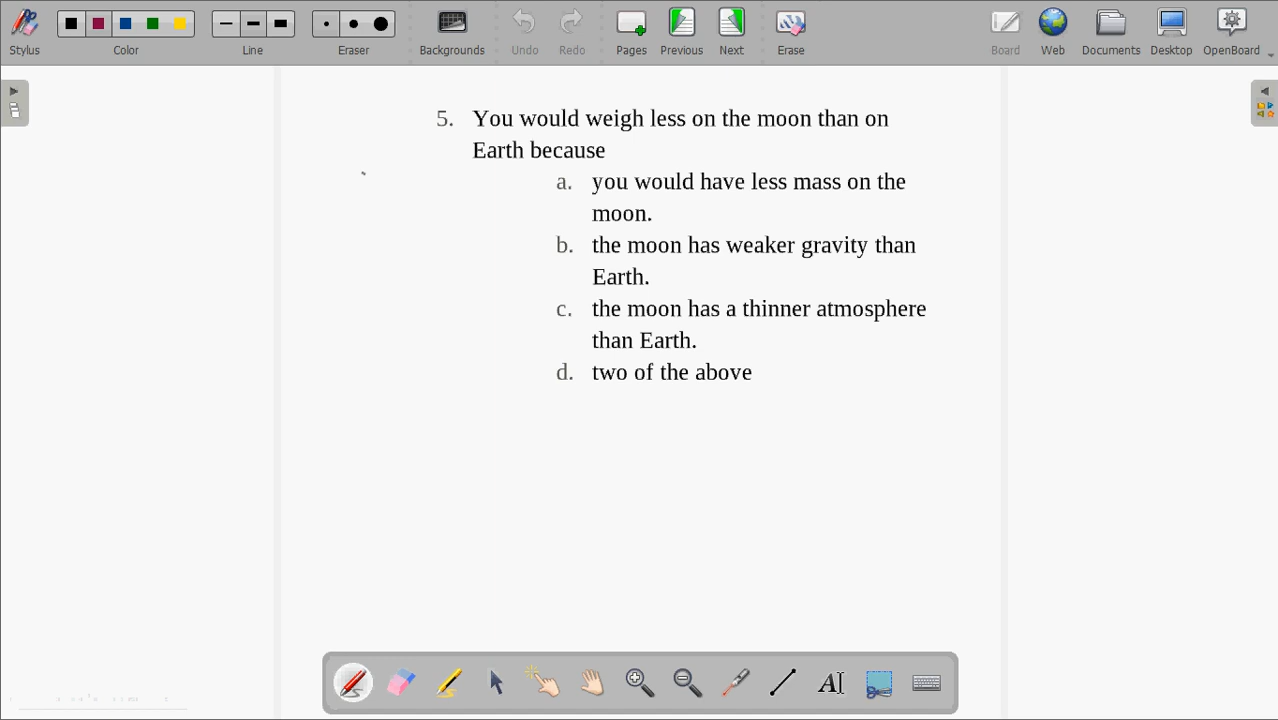 Stylus Color Line Eraser Backgrounds Undo Redo Pages Previous Next Erase Board Web Documents Desktop OpenBoard
5. You would weigh less on the moon than on
Earth because
a. you would have less mass on the
moon.
b. the moon has weaker gravity than
Earth.
c. the moon has a thinner atmosphere
than Earth.
d. two of the above